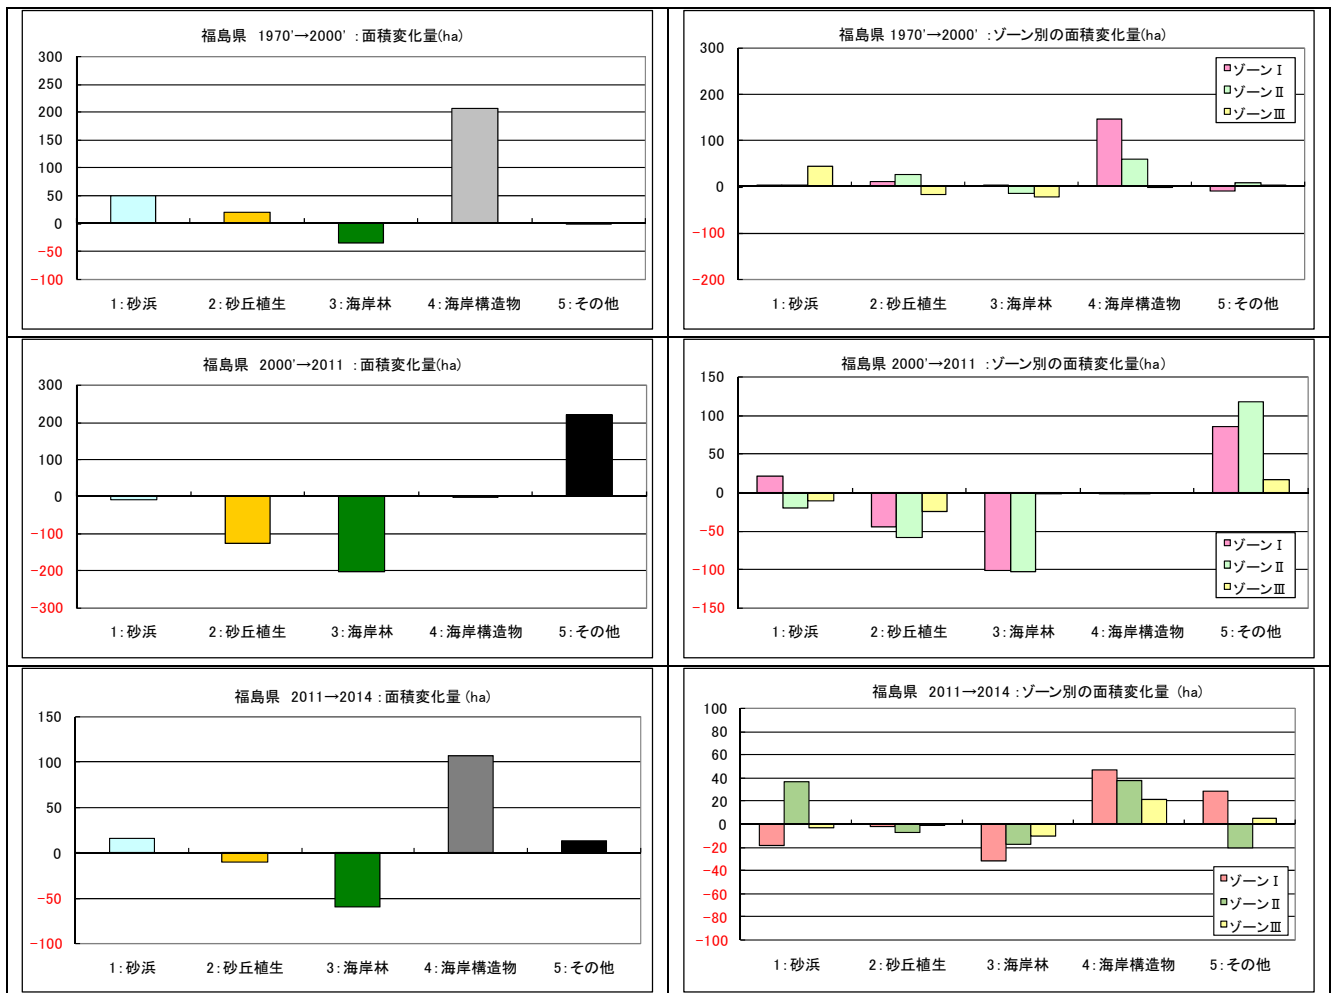 福島県 1970'→2000' :面積変化量(ha)
300
250
200
150
100
50
0
-50
-100
1:砂浜 2:砂丘植生 3:海岸林 4:海岸構造物 5:その他
福島県 1970'→2000' :ゾーン別の面積変化量(ha)
300
200
100
0
-100
-200
ゾーンⅠ
ゾーンⅡ
ゾーンⅢ
1:砂浜 2:砂丘植生 3:海岸林 4:海岸構造物 5:その他
福島県 2000'→2011 :面積変化量(ha)
300
200
100
0
-100
-200
-300
1:砂浜 2:砂丘植生 3:海岸林 4:海岸構造物 5:その他
福島県 2000'→2011 :ゾーン別の面積変化量(ha)
150
100
50
0
-50
-100
-150
ゾーンⅠ
ゾーンⅡ
ゾーンⅢ
1:砂浜 2:砂丘植生 3:海岸林 4:海岸構造物 5:その他
福島県 2011→2014 :面積変化量 (ha)
150
100
50
0
-50
-100
1:砂浜 2:砂丘植生 3:海岸林 4:海岸構造物 5:その他
福島県 2011→2014 :ゾーン別の面積変化量 (ha)
100
80
60
40
20
0
-20
-40
-60
-80
-100
ゾーンⅠ
ゾーンⅡ
ゾーンⅢ
1:砂浜 2:砂丘植生 3:海岸林 4:海岸構造物 5:その他